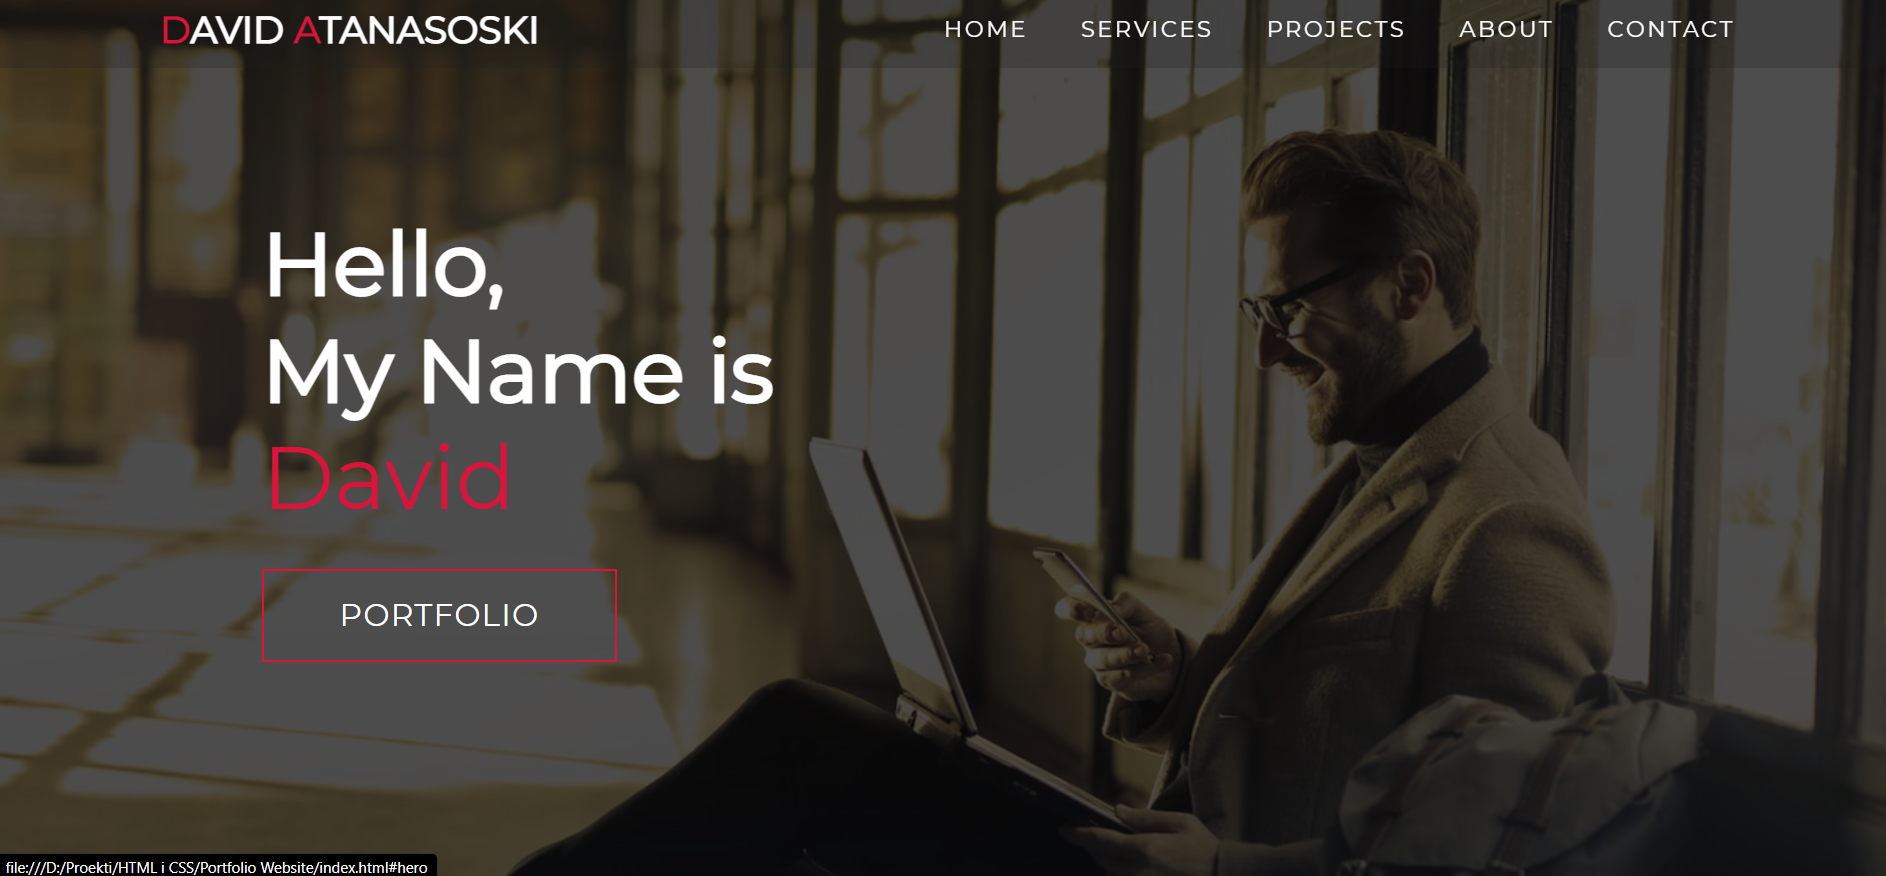 DAVID ATANASOSKI
HOME SERVICES PROJECTS ABOUT CONTACT
Hello,
My Name is
David
PORTFOLIO
file:///D:/Proekti/HTML i CSS/Portfolio Website/index.html#hero